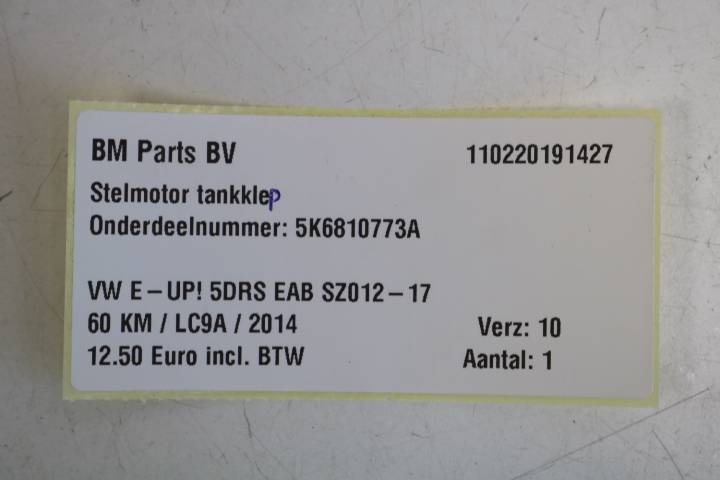 BM Parts BV 110220191427
Stelmotor tankklep
Onderdeelnummer: 5K6810773A
VW E-UP! 5DRS EAB SZ012-17
60 KM / LC9A / 2014 Verz: 10
12.50 Euro incl. BTW Aantal: 1